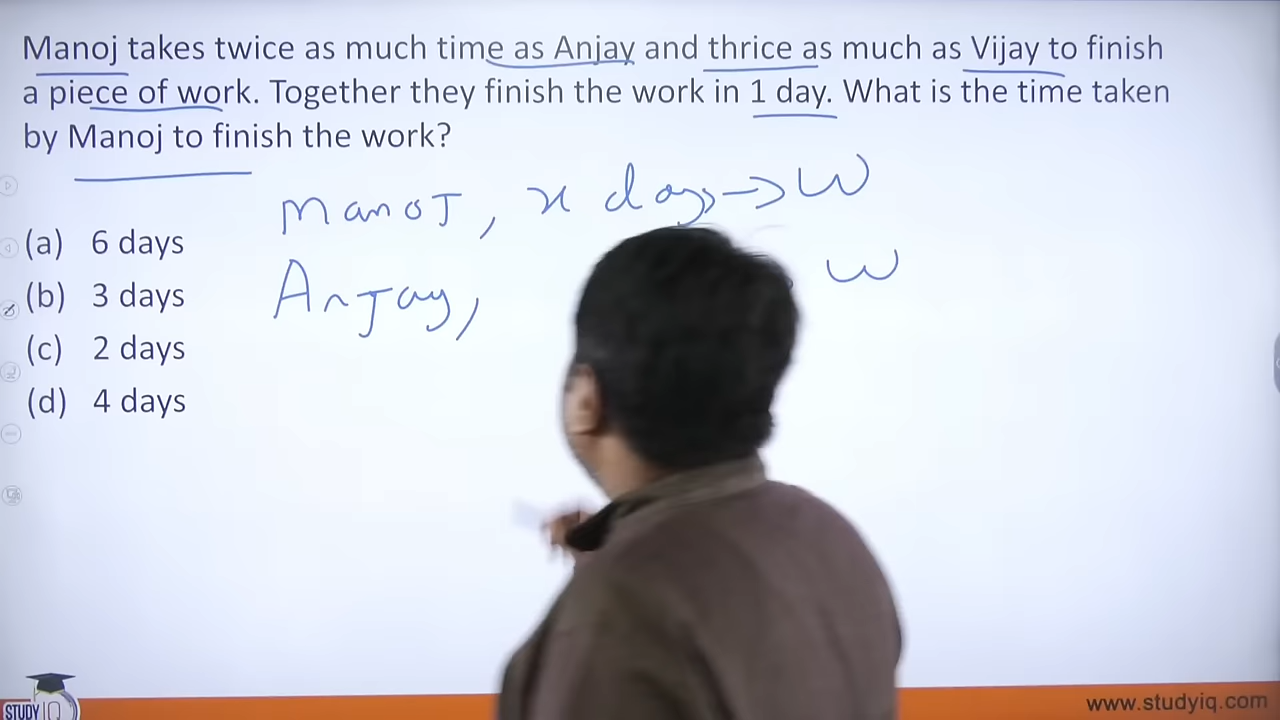 Manoj takes twice as much time as Anjay and thrice as much as Vijay to finish
a piece of work. Together they finish the work in 1 day. What is the time taken
by Manoj to finish the work?
Manoj, x days → W
(a) 6 days
Anjay, W
(b) 3 days
(c) 2 days
(d) 4 days
STUDY IQ
www.studyiq.com